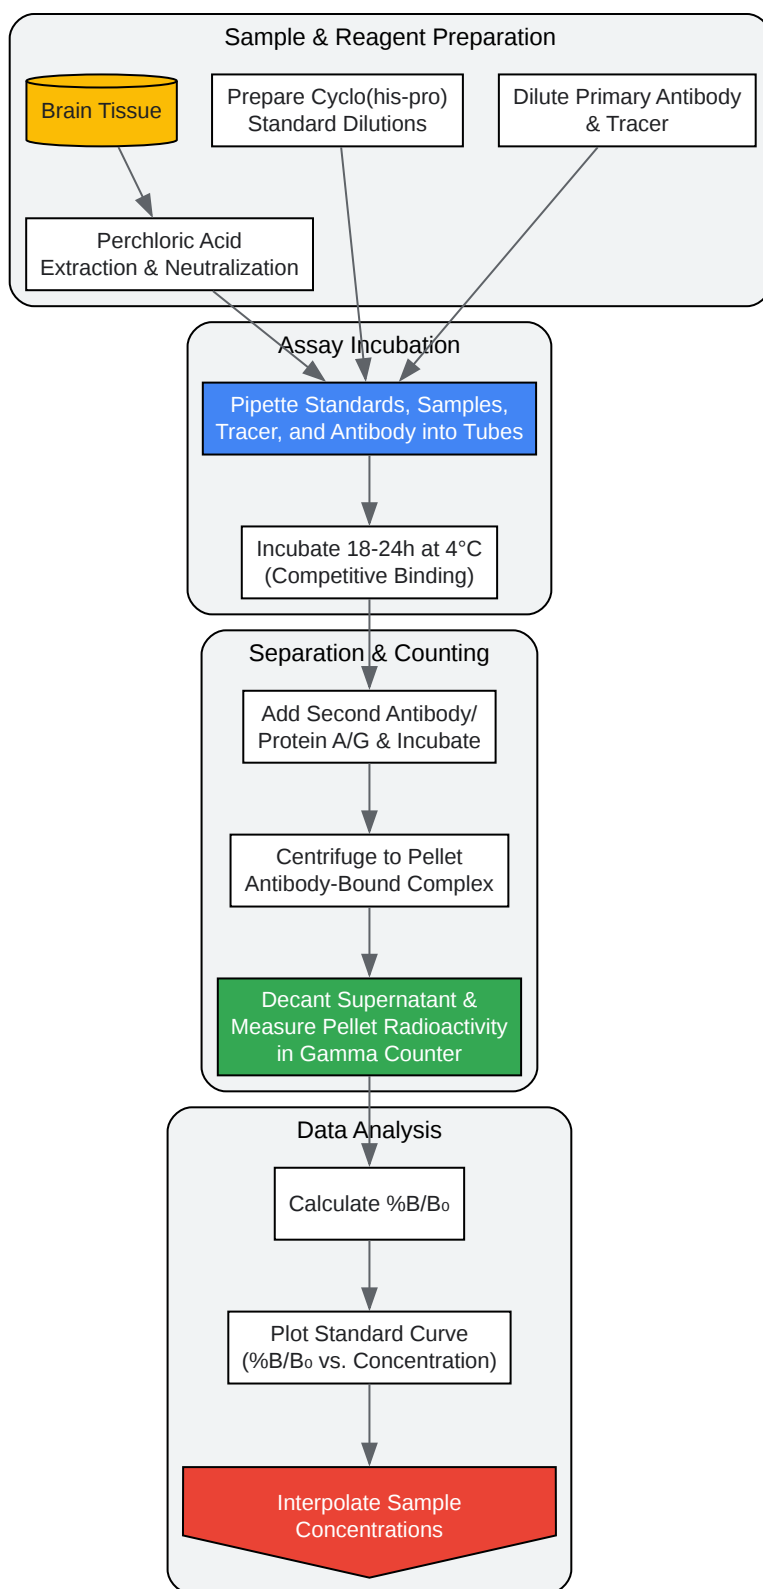 Sample & Reagent Preparation
Brain Tissue
Prepare Cyclo(his-pro)
Standard Dilutions
Dilute Primary Antibody
& Tracer
Perchloric Acid
Extraction & Neutralization
Assay Incubation
Pipette Standards, Samples,
Tracer, and Antibody into Tubes
Incubate 18-24h at 4°C
(Competitive Binding)
Separation & Counting
Add Second Antibody/
Protein A/G & Incubate
Centrifuge to Pellet
Antibody-Bound Complex
Decant Supernatant &
Measure Pellet Radioactivity
in Gamma Counter
Data Analysis
Calculate %B/B₀
Plot Standard Curve
(%B/B₀ vs. Concentration)
Interpolate Sample
Concentrations